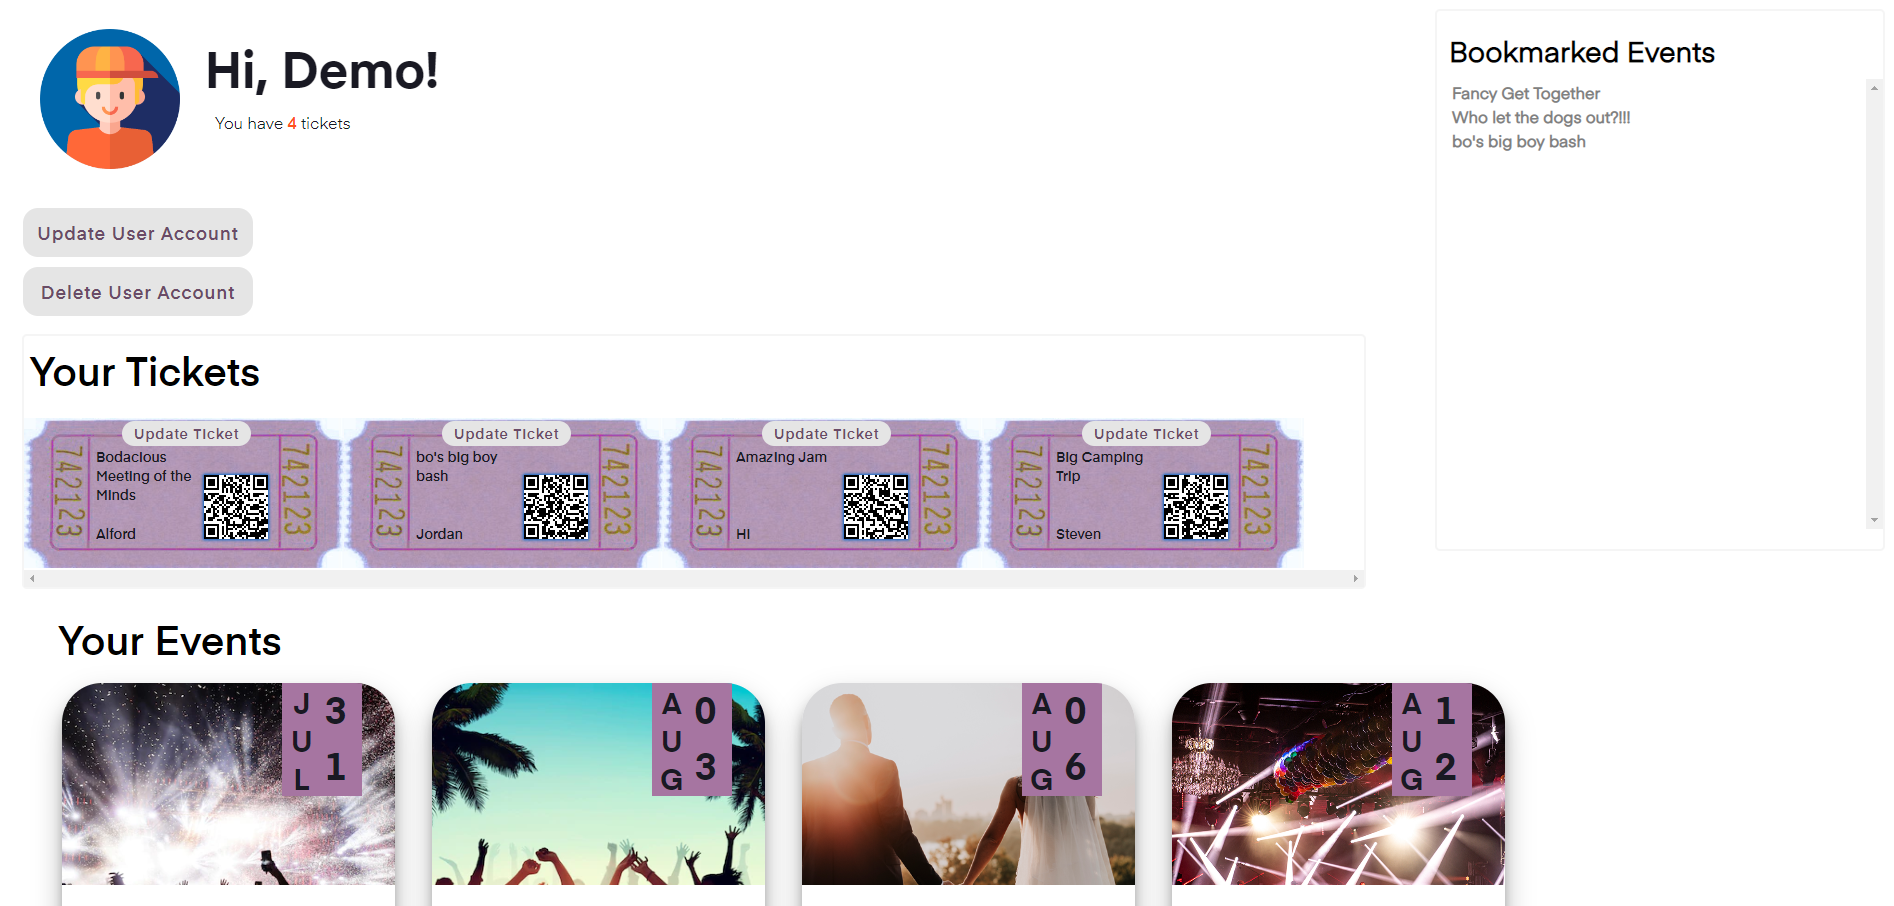 Hi, Demo!
You have 4 tickets
Update User Account
Delete User Account
Bookmarked Events
Fancy Get Together
Who let the dogs out?!!!
bo's big boy bash
Your Tickets
742123
Update Ticket
Bodacious
Meeting of the
Minds
Alford
742123
742123
Update Ticket
bo's big boy
bash
Jordan
742123
742123
Update Ticket
Amazing Jam
HI
742123
742123
Update Ticket
Big Camping
Trip
Steven
742123
Your Events
JUL
31
AUG
03
AUG
06
AUG
12